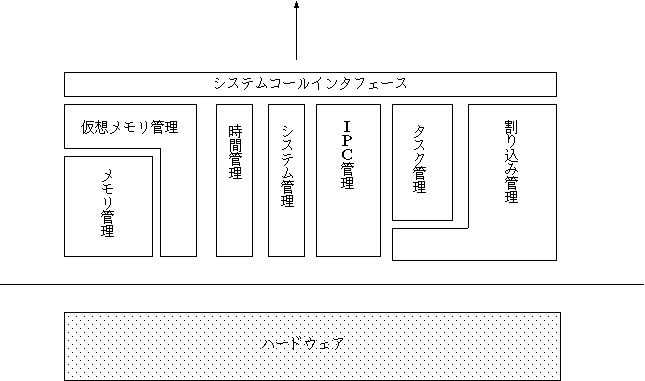 システムコールインタフェース
仮想メモリ管理
メモリ管理
時間管理
システム管理
IPC管理
タスク管理
割り込み管理
ハードウェア